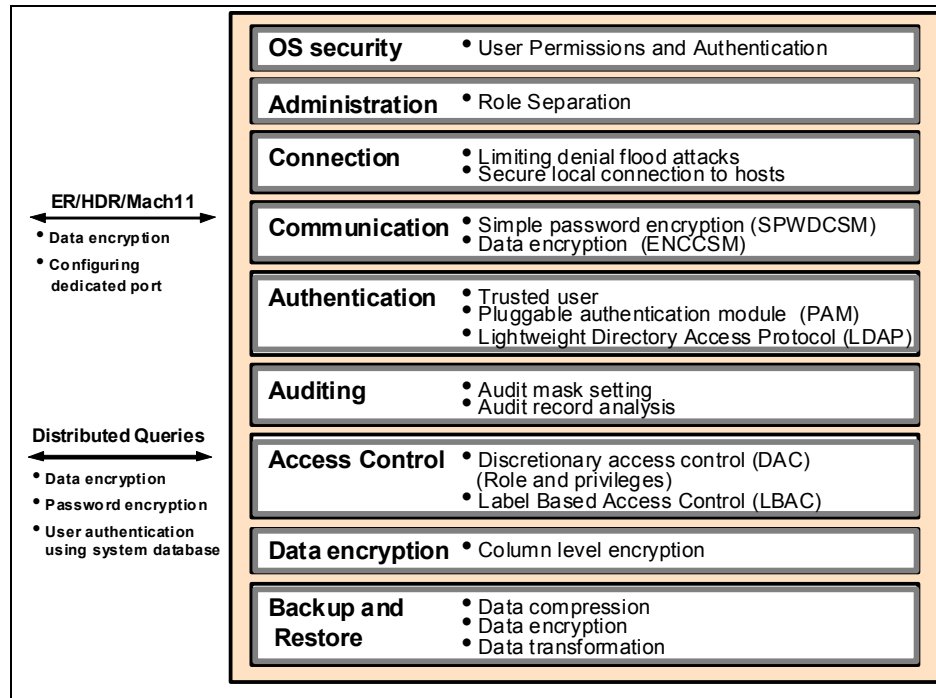 OS security
• User Permissions and Authentication
Administration
• Role Separation
Connection
• Limiting denial flood attacks
• Secure local connection to hosts
ER/HDR/Mach11
• Data encryption
• Configuring
dedicated port
Communication
• Simple password encryption (SPWDCSM)
• Data encryption (ENCCSM)
Authentication
• Trusted user
• Pluggable authentication module (PAM)
• Lightweight Directory Access Protocol (LDAP)
Auditing
• Audit mask setting
• Audit record analysis
Distributed Queries
• Data encryption
• Password encryption
• User authentication
using system database
Access Control
• Discretionary access control (DAC)
(Role and privileges)
• Label Based Access Control (LBAC)
Data encryption
• Column level encryption
Backup and
Restore
• Data compression
• Data encryption
• Data transformation